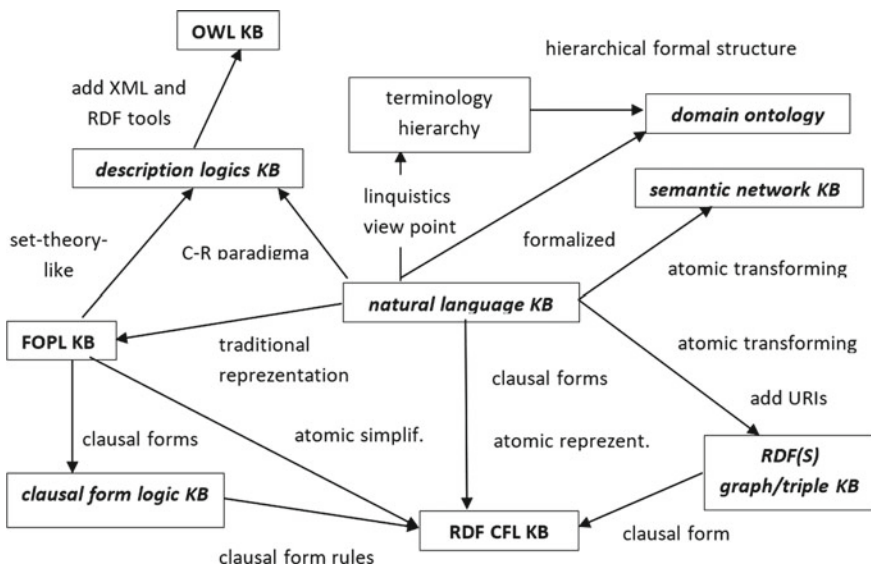 OWL KB
hierarchical formal structure
add XML and
RDF tools
terminology
hierarchy
domain ontology
description logics KB
linquistics
view point
semantic network KB
set-theory-
like
C-R paradigma
formalized
atomic transforming
natural language KB
FOPL KB
traditional
reprezentation
atomic transforming
clausal forms
add URIs
clausal forms
atomic simplif.
atomic reprezent.
RDF(S)
graph/triple KB
clausal form logic KB
RDF CFL KB
clausal form
clausal form rules